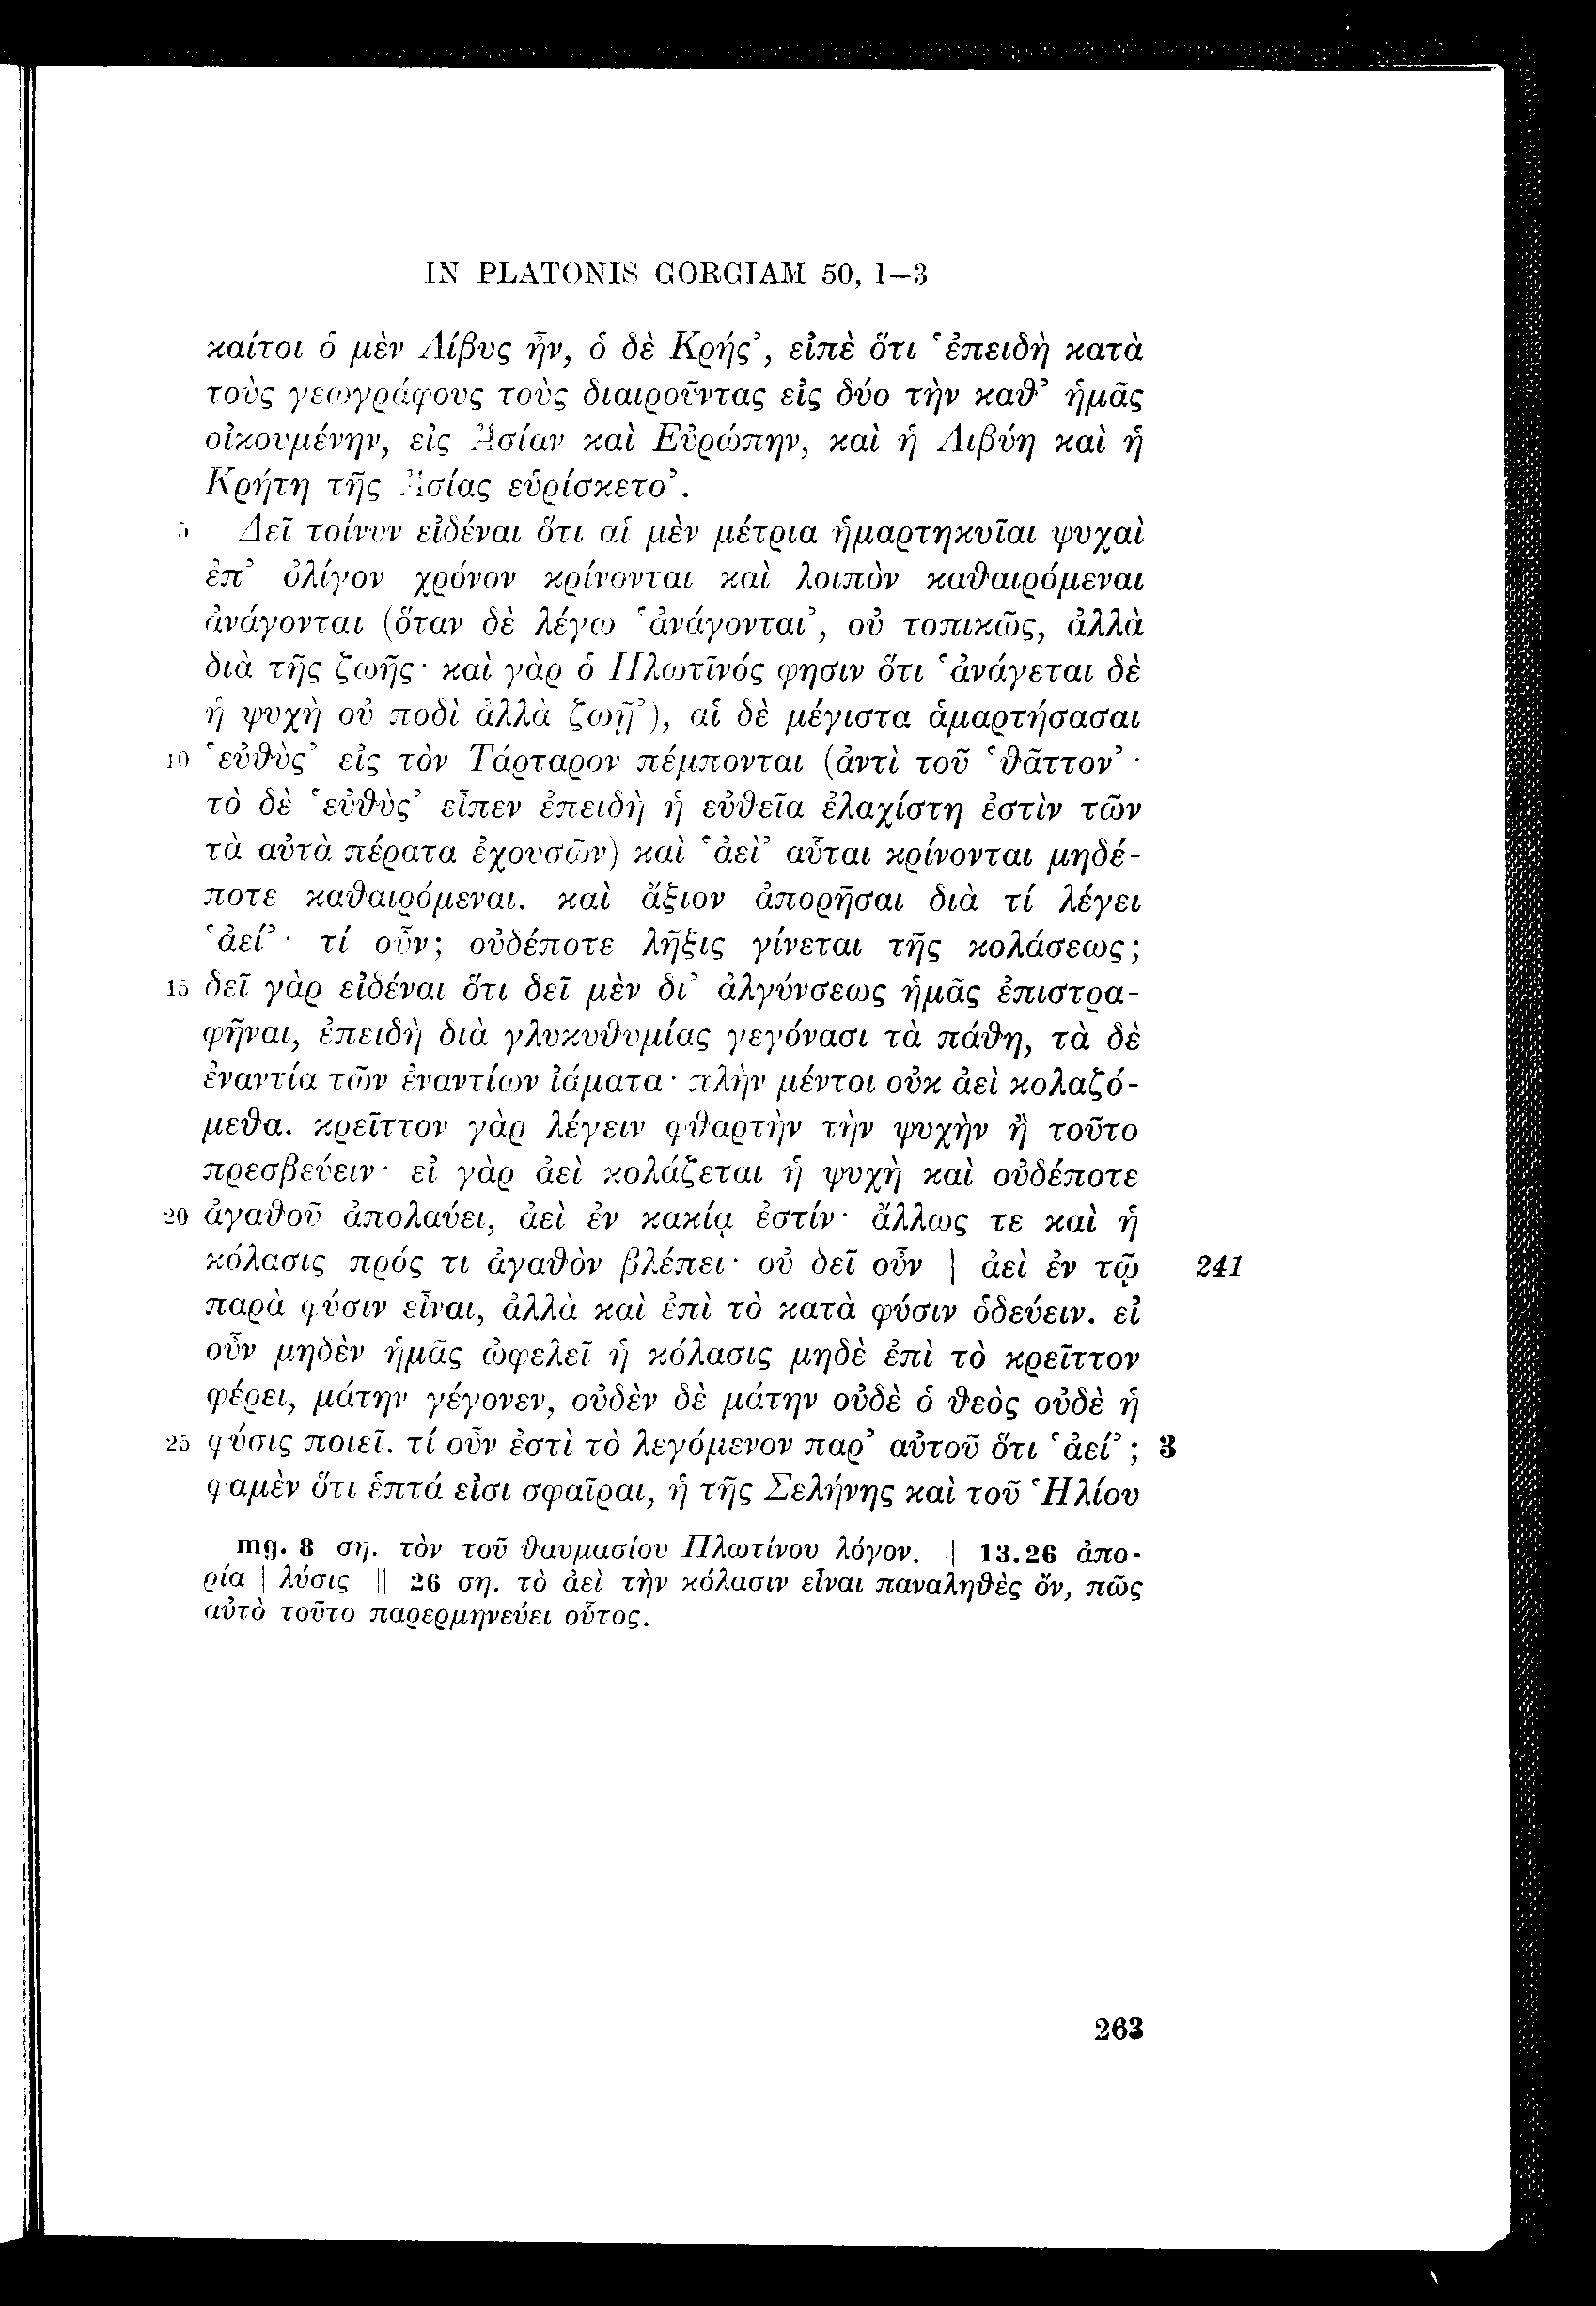 IN PLATONIS GORGIAM 50, 1–3
καίτοι ὁ μὲν Λίβυς ἦν, ὁ δὲ Κρής’, εἰπὲ ὅτι ‘ἐπειδὴ κατὰ
τοὺς γεωγράφους τοὺς διαιροῦντας εἰς δύο τὴν καθ’ ἡμᾶς
οἰκουμένην, εἰς Ἀσίαν καὶ Εὐρώπην, καὶ ἡ Λιβύη καὶ ἡ
Κρήτη τῆς Ἀσίας εὑρίσκετο’.
5 Δεῖ τοίνυν εἰδέναι ὅτι αἱ μὲν μέτρια ἡμαρτηκυῖαι ψυχαὶ
ἐπ’ ὀλίγον χρόνον κρίνονται καὶ λοιπὸν καθαιρόμεναι
ἀνάγονται (ὅταν δὲ λέγω ‘ἀνάγονται’, οὐ τοπικῶς, ἀλλὰ
διὰ τῆς ζωῆς· καὶ γὰρ ὁ Πλωτῖνός φησιν ὅτι ‘ἀνάγεται δὲ
ἡ ψυχὴ οὐ ποδὶ ἀλλὰ ζωῇ’), αἱ δὲ μέγιστα ἁμαρτήσασαι
10 ‘εὐθὺς’ εἰς τὸν Τάρταρον πέμπονται (ἀντὶ τοῦ ‘θᾶττον’·
τὸ δὲ ‘εὐθὺς’ εἶπεν ἐπειδὴ ἡ εὐθεῖα ἐλαχίστη ἐστὶν τῶν
τὰ αὐτὰ πέρατα ἐχουσῶν) καὶ ‘ἀεὶ’ αὗται κρίνονται μηδέ-
ποτε καθαιρόμεναι. καὶ ἄξιον ἀπορῆσαι διὰ τί λέγει
‘ἀεί’· τί οὖν; οὐδέποτε λῆξις γίνεται τῆς κολάσεως;
15 δεῖ γὰρ εἰδέναι ὅτι δεῖ μὲν δι’ ἀλγύνσεως ἡμᾶς ἐπιστρα-
φῆναι, ἐπειδὴ διὰ γλυκυθυμίας γεγόνασι τὰ πάθη, τὰ δὲ
ἐναντία τῶν ἐναντίων ἰάματα· πλὴν μέντοι οὐκ ἀεὶ κολαζό-
μεθα. κρεῖττον γὰρ λέγειν φθαρτὴν τὴν ψυχὴν ἢ τοῦτο
πρεσβεύειν· εἰ γὰρ ἀεὶ κολάζεται ἡ ψυχὴ καὶ οὐδέποτε
20 ἀγαθοῦ ἀπολαύει, ἀεὶ ἐν κακίᾳ ἐστίν· ἄλλως τε καὶ ἡ
κόλασις πρός τι ἀγαθὸν βλέπει· οὐ δεῖ οὖν | ἀεὶ ἐν τῷ 241
παρὰ φύσιν εἶναι, ἀλλὰ καὶ ἐπὶ τὸ κατὰ φύσιν ὁδεύειν. εἰ
οὖν μηδὲν ἡμᾶς ὠφελεῖ ἡ κόλασις μηδὲ ἐπὶ τὸ κρεῖττον
φέρει, μάτην γέγονεν, οὐδὲν δὲ μάτην οὐδὲ ὁ θεὸς οὐδὲ ἡ
25 φύσις ποιεῖ. τί οὖν ἐστὶ τὸ λεγόμενον παρ’ αὐτοῦ ὅτι ‘ἀεί’; 3
φαμὲν ὅτι ἑπτά εἰσι σφαῖραι, ἡ τῆς Σελήνης καὶ τοῦ Ἡλίου
mg. 8 ση. τὸν τοῦ θαυμασίου Πλωτίνου λόγον. || 13.26 ἀπο-
ρία | λύσις || 26 ση. τὸ ἀεὶ τὴν κόλασιν εἶναι παναληθὲς ὄν, πῶς
αὐτὸ τοῦτο παρερμηνεύει οὗτος.
263